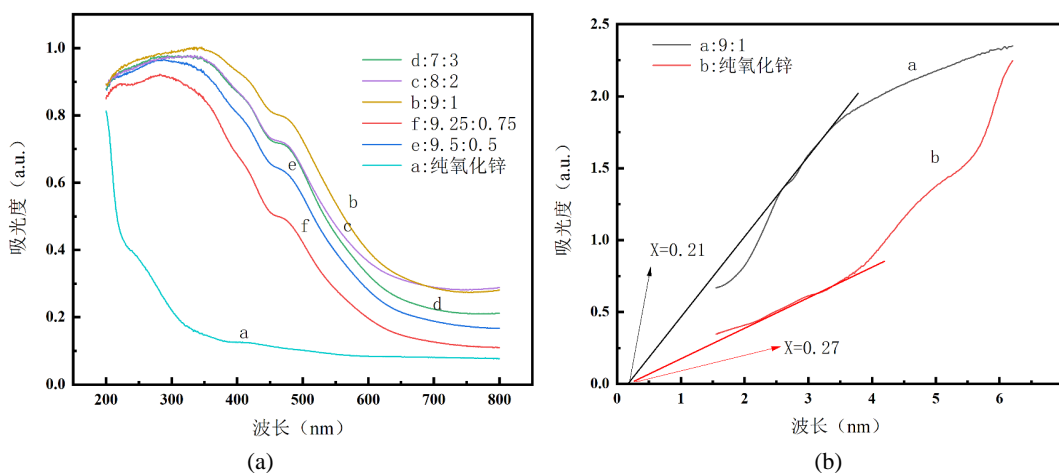 1.0
0.8
0.6
0.4
0.2
0.0
吸光度（a.u.）
d:7:3
c:8:2
b:9:1
f:9.25:0.75
e:9.5:0.5
a:纯氧化锌
e
b
f
c
d
a
200
300
400
500
600
700
800
波长（nm）
(a)
2.5
2.0
1.5
1.0
0.5
0.0
吸光度（a.u.）
a:9:1
b:纯氧化锌
a
b
X=0.21
X=0.27
0
1
2
3
4
5
6
波长（nm）
(b)